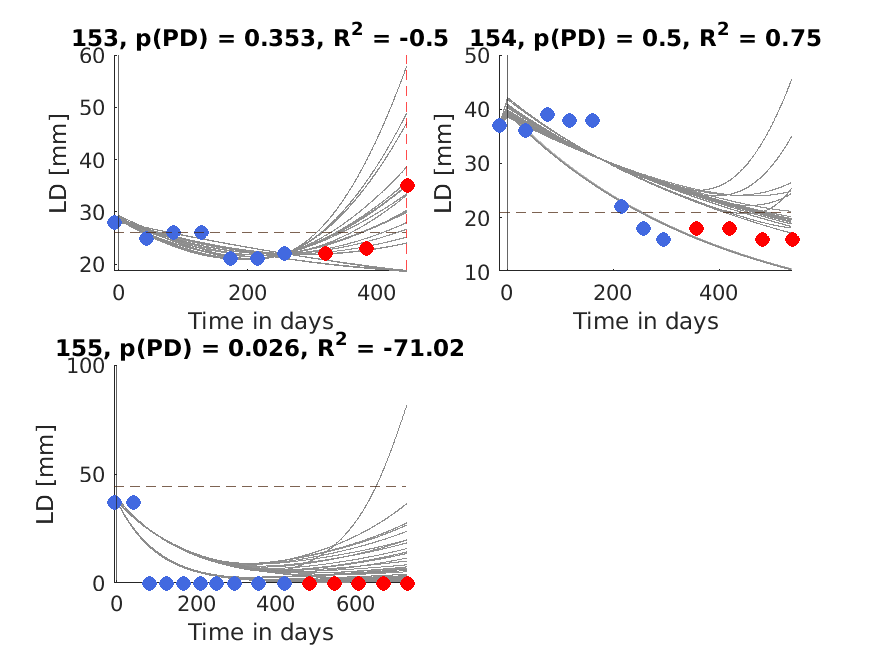 153, p(PD) = 0.353, R² = -0.5
60
50
40
30
20
LD [mm]
0
200
400
Time in days
154, p(PD) = 0.5, R² = 0.75
50
40
30
20
10
LD [mm]
0
200
400
Time in days
155, p(PD) = 0.026, R² = -71.02
100
50
0
LD [mm]
0
200
400
600
Time in days